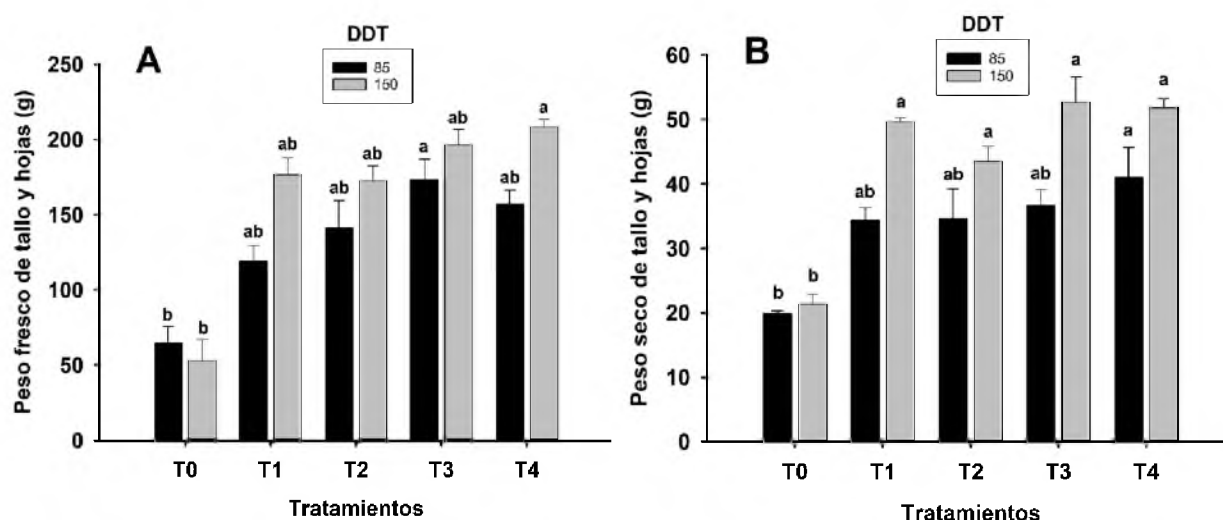 A
DDT
85
150
Peso fresco de tallo y hojas (g)
250
200
150
100
50
0
b
b
ab
ab
ab
ab
a
ab
ab
a
T0
T1
T2
T3
T4
Tratamientos
B
DDT
85
150
Peso seco de tallo y hojas (g)
60
50
40
30
20
10
0
b
b
ab
a
ab
a
ab
a
a
a
T0
T1
T2
T3
T4
Tratamientos